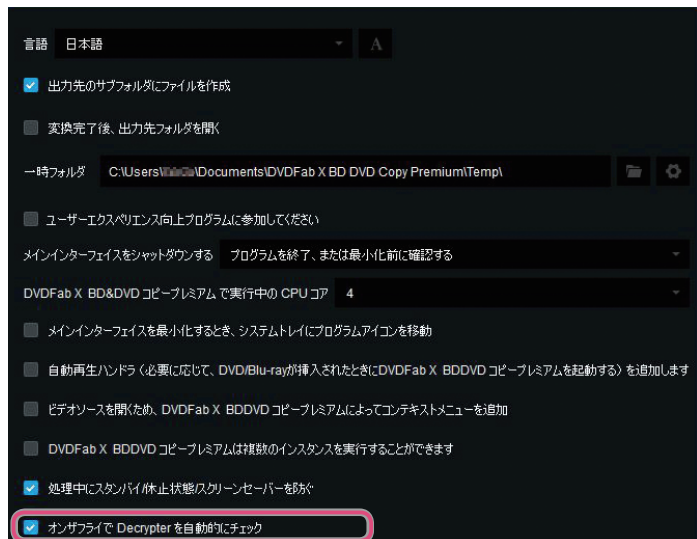 言語 日本語 A
出力先のサブフォルダにファイルを作成
変換完了後、出力先フォルダを開く
一時フォルダ C:\Users\ \Documents\DVDFab X BD DVD Copy Premium\Temp\
ユーザーエクスペリエンス向上プログラムに参加してください
メインインターフェイスをシャットダウンする プログラムを終了、または最小化前に確認する
DVDFab X BD&DVD コピープレミアム で実行中の CPU コア 4
メインインターフェイスを最小化するとき、システムトレイにプログラムアイコンを移動
自動再生ハンドラ（必要に応じて、DVD/Blu-rayが挿入されたときにDVDFab X BDDVD コピープレミアムを起動する）を追加します
ビデオソースを開くため、DVDFab X BDDVD コピープレミアムによってコンテキストメニューを追加
DVDFab X BDDVD コピープレミアムは複数のインスタンスを実行することができます
処理中にスタンバイ/休止状態/スクリーンセーバーを防ぐ
オンザフライで Decrypter を自動的にチェック